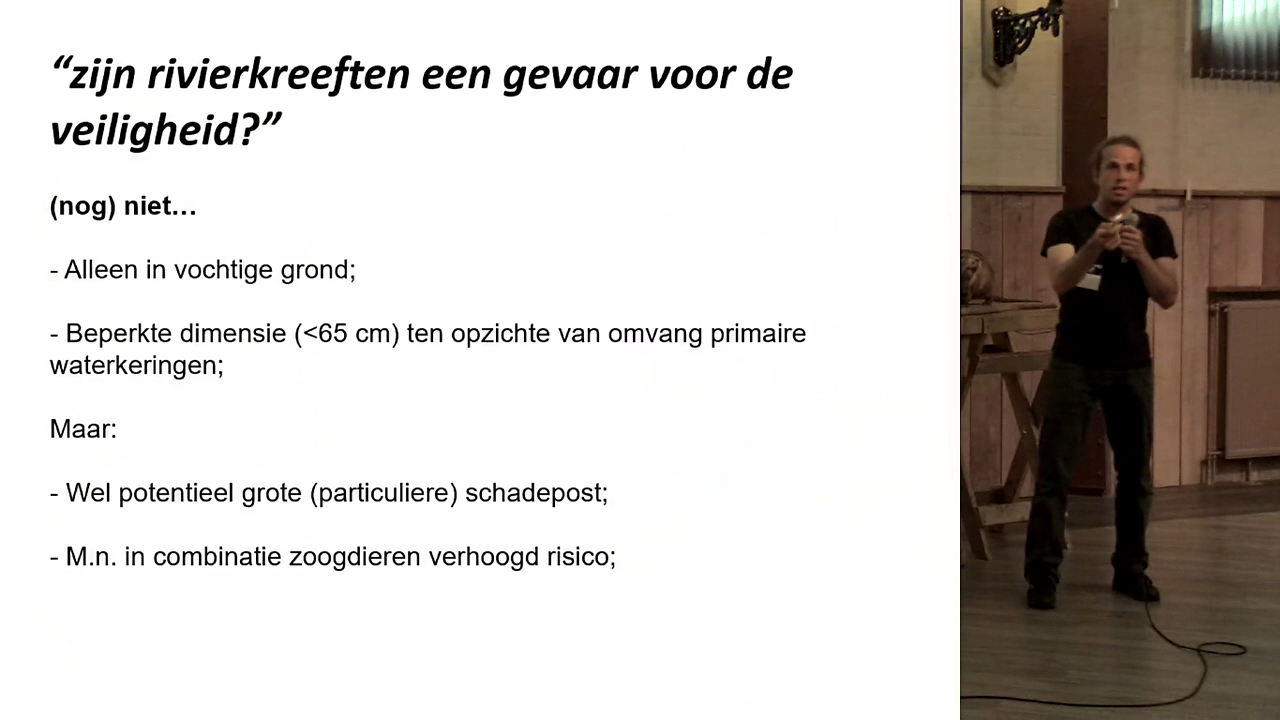 “zijn rivierkreeften een gevaar voor de
veiligheid?”
(nog) niet…
- Alleen in vochtige grond;
- Beperkte dimensie (<65 cm) ten opzichte van omvang primaire
waterkeringen;
Maar:
- Wel potentieel grote (particuliere) schadepost;
- M.n. in combinatie zoogdieren verhoogd risico;